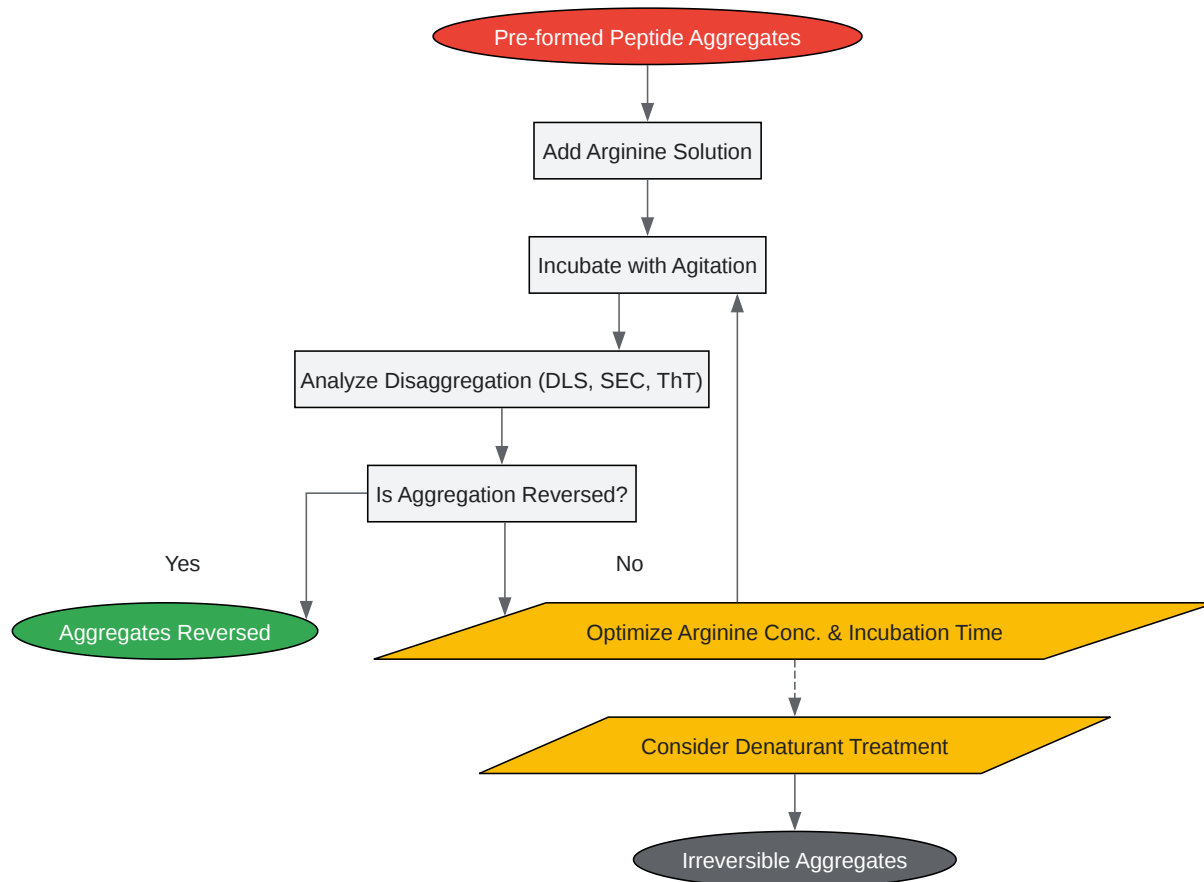 Pre-formed Peptide Aggregates
Add Arginine Solution
Incubate with Agitation
Analyze Disaggregation (DLS, SEC, ThT)
Is Aggregation Reversed?
Yes
No
Aggregates Reversed
Optimize Arginine Conc. & Incubation Time
Consider Denaturant Treatment
Irreversible Aggregates